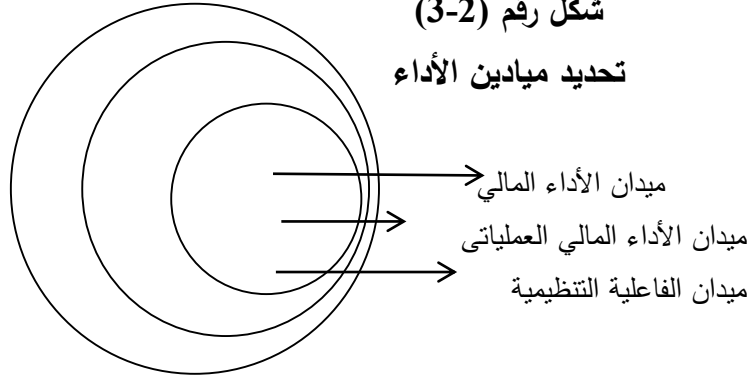 شكل رقم (2-3)
تحديد ميادين الأداء
ميدان الأداء المالي
ميدان الأداء المالي العملياتى
ميدان الفاعلية التنظيمية